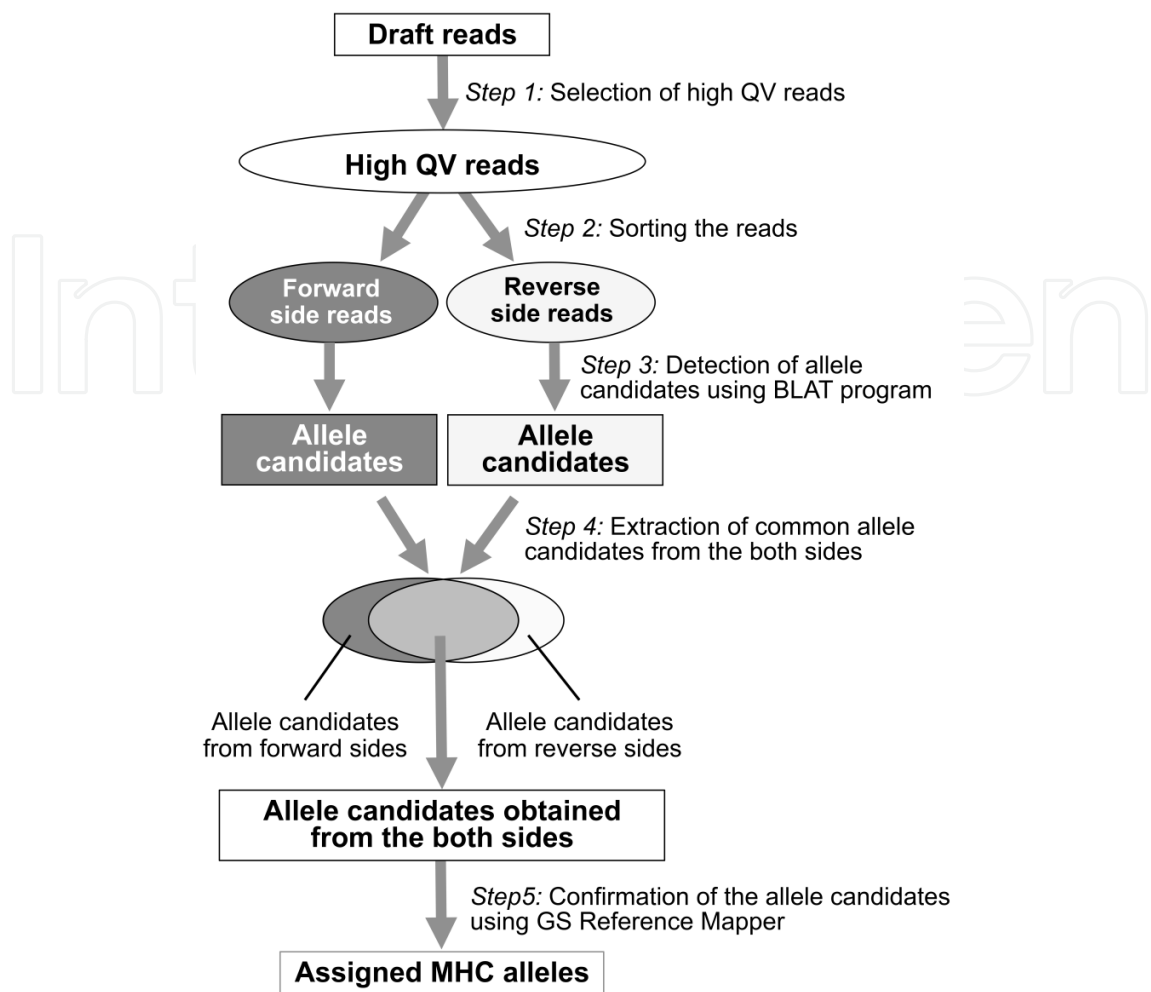 Draft reads
Step 1: Selection of high QV reads
High QV reads
Step 2: Sorting the reads
Forward
side reads
Reverse
side reads
Step 3: Detection of allele
candidates using BLAT program
Allele
candidates
Allele
candidates
Step 4: Extraction of common allele
candidates from the both sides
Allele candidates
from forward sides
Allele candidates
from reverse sides
Allele candidates obtained
from the both sides
Step5: Confirmation of the allele candidates
using GS Reference Mapper
Assigned MHC alleles